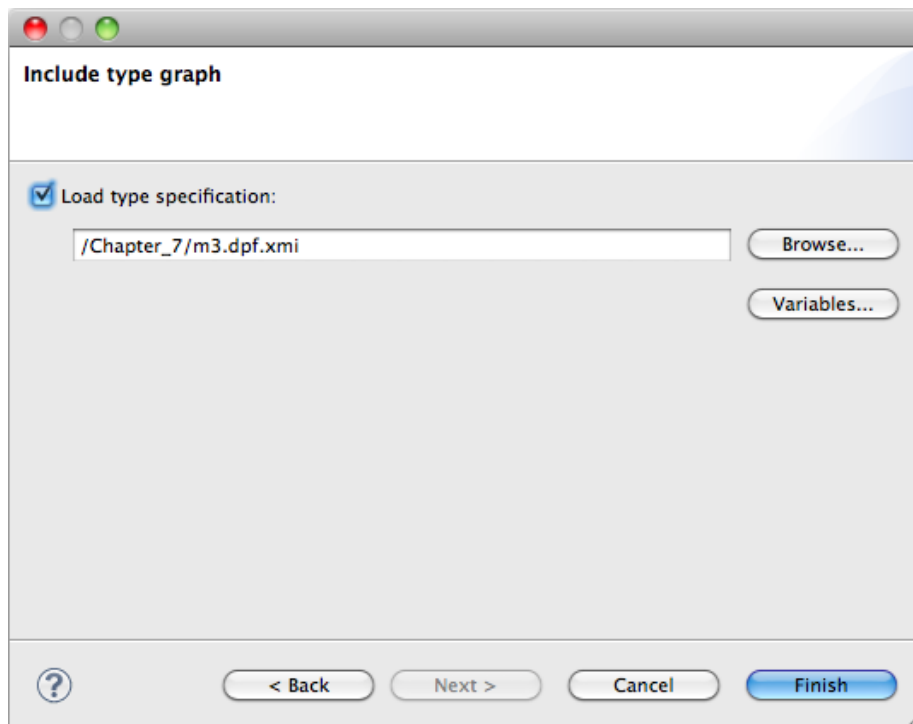 Include type graph
Load type specification:
/Chapter_7/m3.dpf.xmi
Browse...
Variables...
?
< Back
Next >
Cancel
Finish